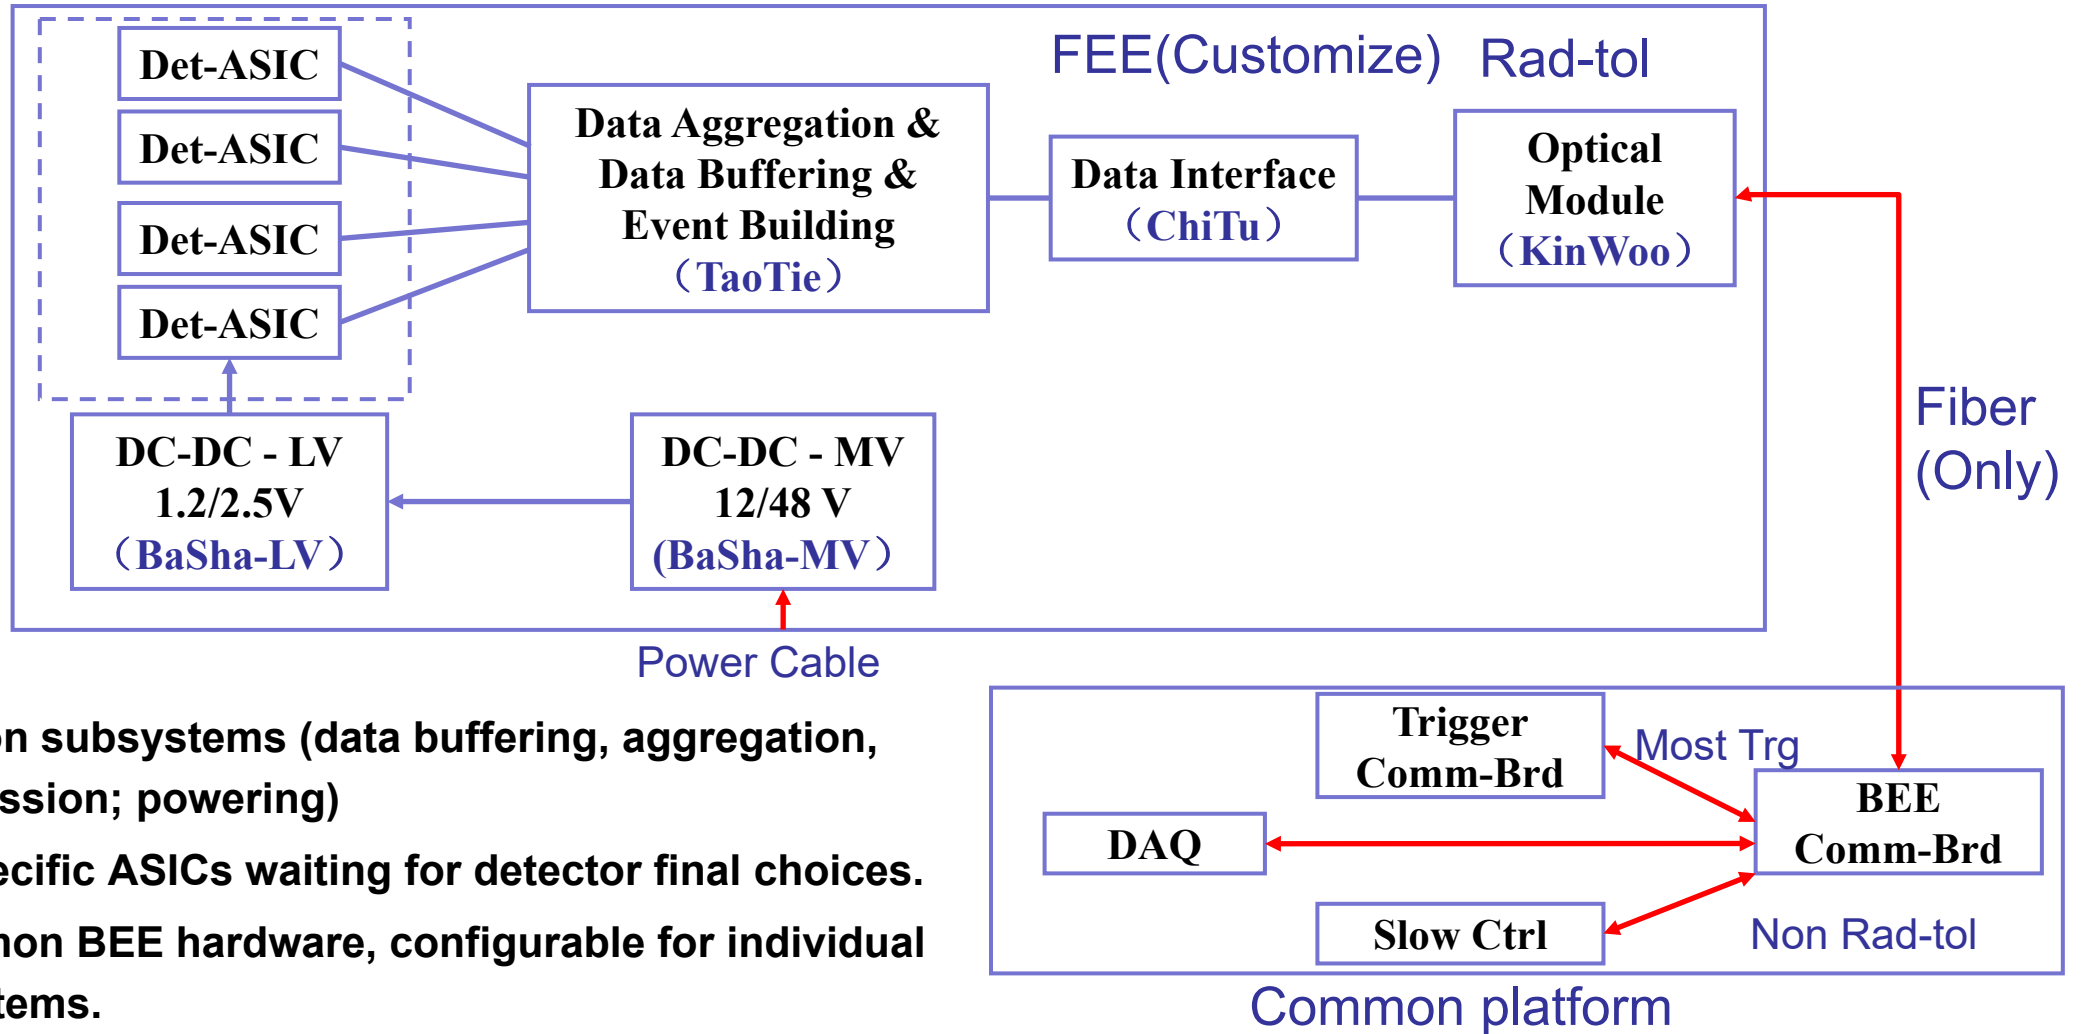 FEE(Customize) Rad-tol
Det-ASIC
Det-ASIC
Det-ASIC
Det-ASIC
Data Aggregation &
Data Buffering &
Event Building
（TaoTie）
Data Interface
（ChiTu）
Optical
Module
（KinWoo）
DC-DC - LV
1.2/2.5V
（BaSha-LV）
DC-DC - MV
12/48 V
(BaSha-MV）
Power Cable
Fiber
(Only)
on subsystems (data buffering, aggregation,
ssion; powering)
ecific ASICs waiting for detector final choices.
non BEE hardware, configurable for individual
tems.
Trigger
Comm-Brd
Most Trg
DAQ
BEE
Comm-Brd
Slow Ctrl
Non Rad-tol
Common platform